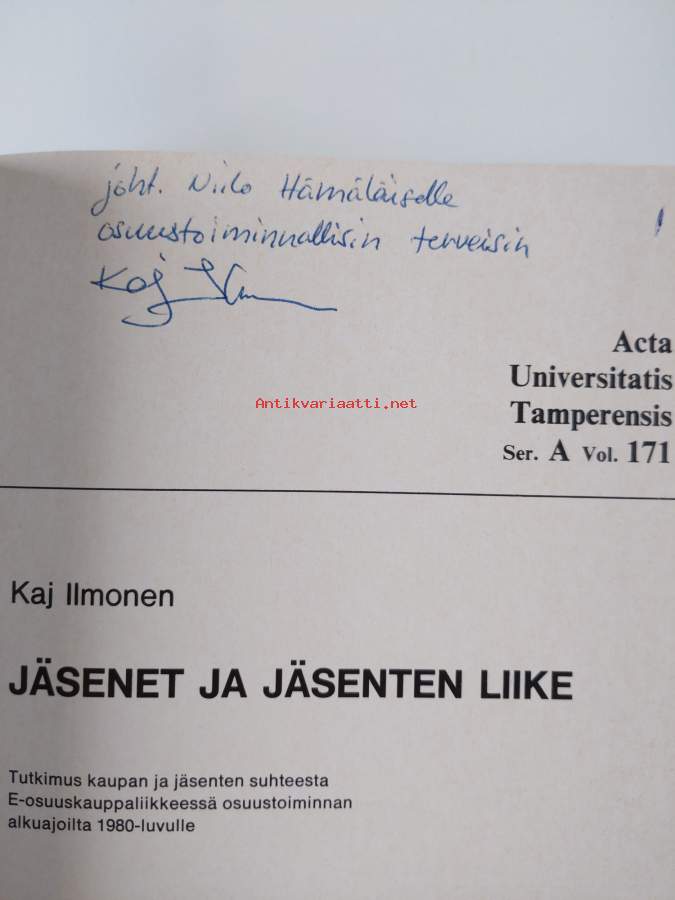 joht. Niilo Hämäläiselle
osuustoiminnallisin terveisin
Kaj Ilmonen
Antikvariaatti.net
Acta
Universitatis
Tamperensis
Ser. A Vol. 171
Kaj Ilmonen
JÄSENET JA JÄSENTEN LIIKE
Tutkimus kaupan ja jäsenten suhteesta
E-osuuskauppaliikkeessä osuustoiminnan
alkuajoilta 1980-luvulle